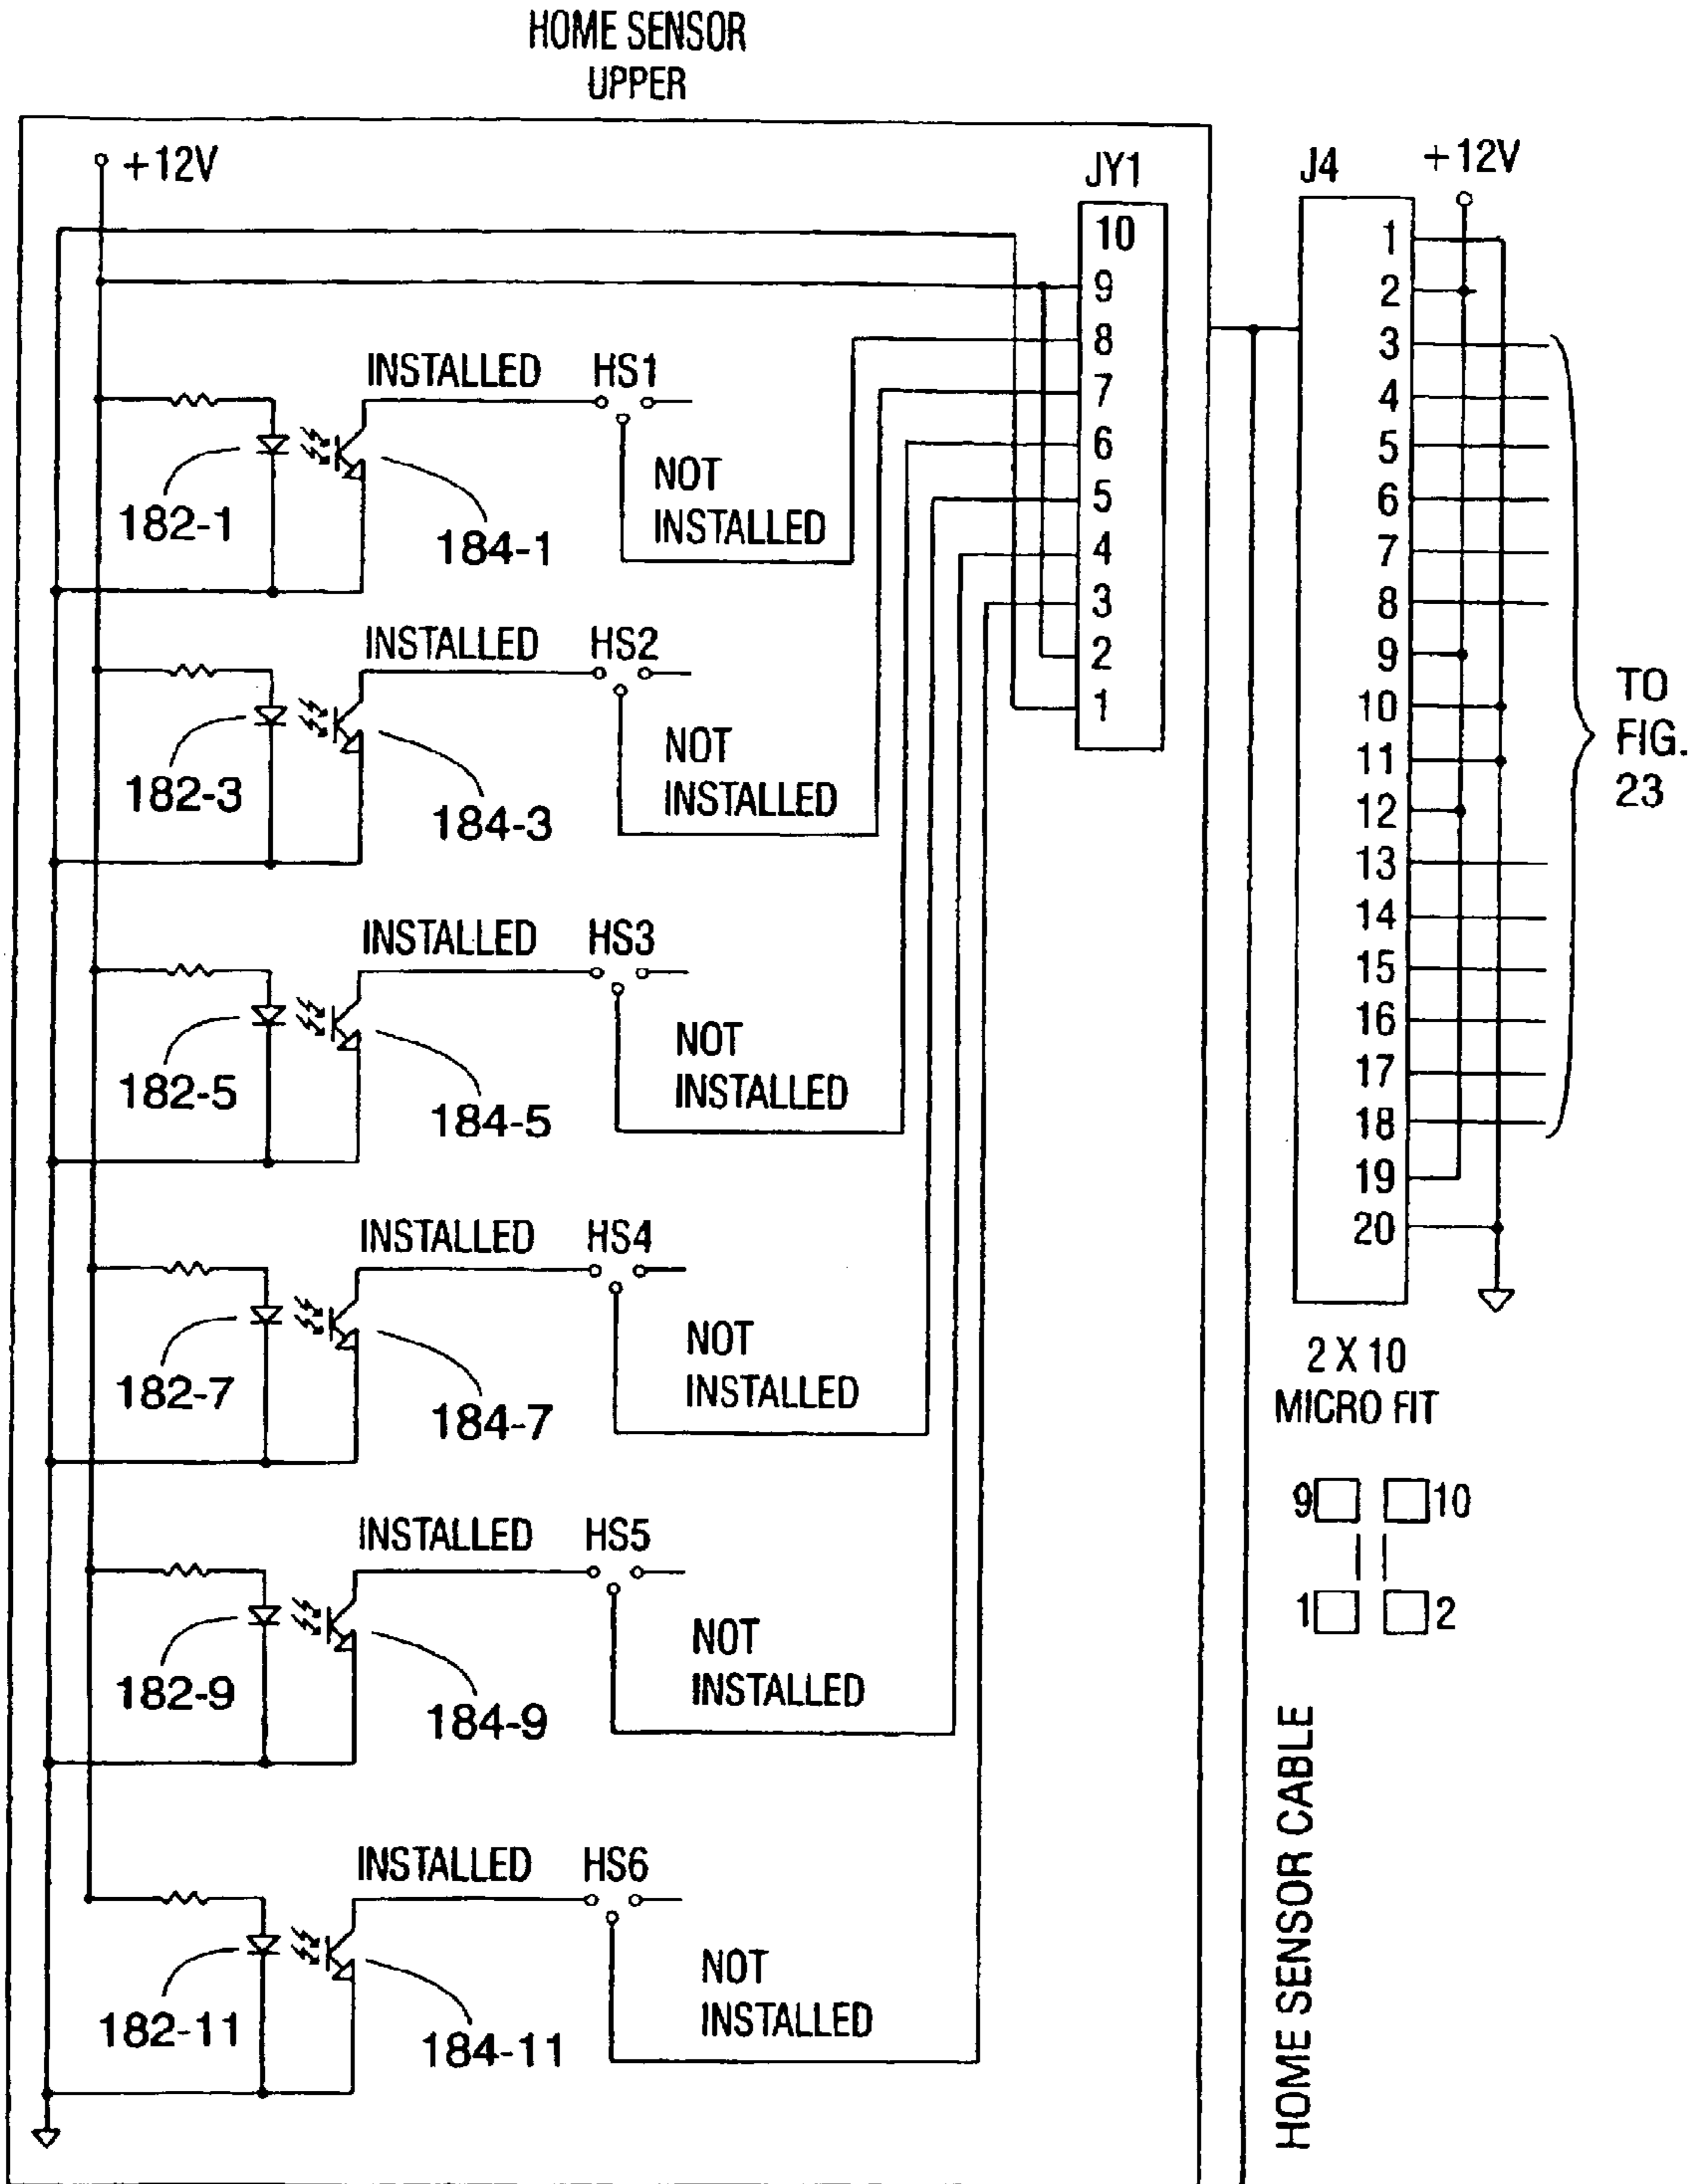 HOME SENSOR
UPPER
+12V
JY1
10
9
8
7
6
5
4
3
2
1
INSTALLED HS1
NOT
INSTALLED
182-1
184-1
INSTALLED HS2
NOT
INSTALLED
182-3
184-3
INSTALLED HS3
NOT
INSTALLED
182-5
184-5
INSTALLED HS4
NOT
INSTALLED
182-7
184-7
INSTALLED HS5
NOT
INSTALLED
182-9
184-9
INSTALLED HS6
NOT
INSTALLED
182-11
184-11
J4
+12V
1
2
3
4
5
6
7
8
9
10
11
12
13
14
15
16
17
18
19
20
TO
FIG.
23
2 X 10
MICRO FIT
9 10
1 2
HOME SENSOR CABLE